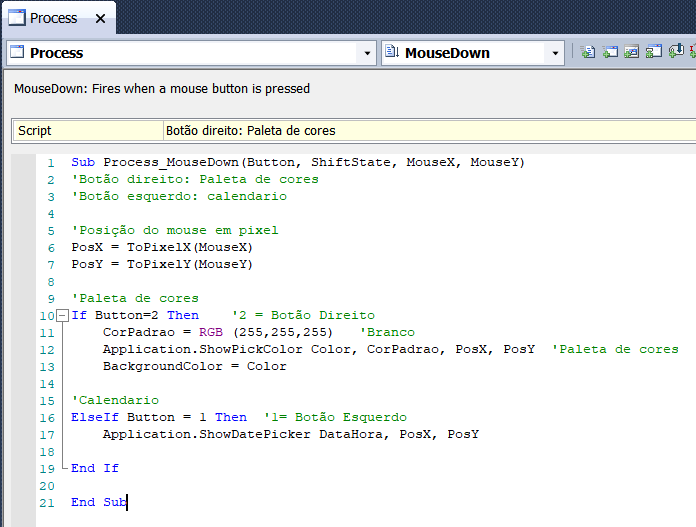 Process
Process MouseDown
MouseDown: Fires when a mouse button is pressed
Script Botão direito: Paleta de cores
1 Sub Process_MouseDown(Button, ShiftState, MouseX, MouseY)
2 'Botão direito: Paleta de cores
3 'Botão esquerdo: calendario
4
5 'Posição do mouse em pixel
6 PosX = ToPixelX(MouseX)
7 PosY = ToPixelY(MouseY)
8
9 'Paleta de cores
10 If Button=2 Then    '2 = Botão Direito
11     CorPadrao = RGB (255,255,255)   'Branco
12     Application.ShowPickColor Color, CorPadrao, PosX, PosY  'Paleta de cores
13     BackgroundColor = Color
14
15 'Calendario
16 ElseIf Button = 1 Then  '1= Botão Esquerdo
17     Application.ShowDatePicker DataHora, PosX, PosY
18
19 End If
20
21 End Sub